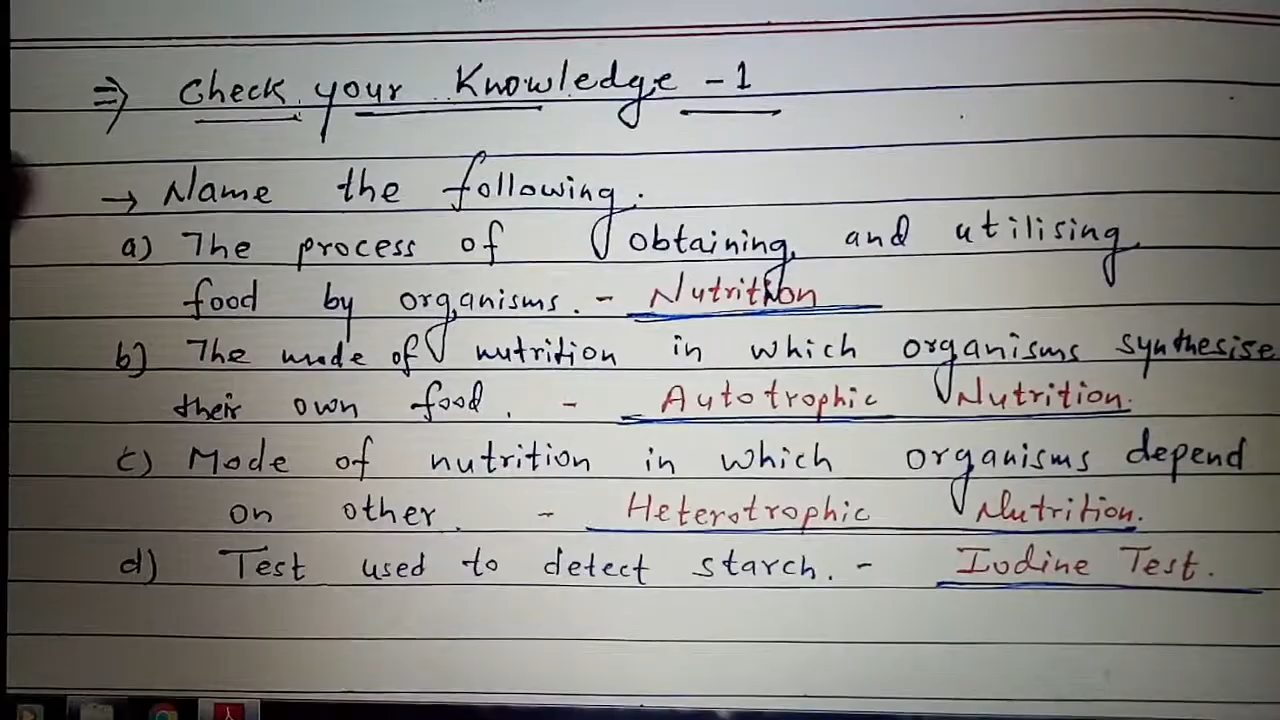 ⇒ Check your Knowledge - 1
→ Name the following.
a) The process of obtaining and utilising
food by organisms. - Nutrition
b) The mode of nutrition in which organisms synthesise
their own food. - Autotrophic Nutrition.
c) Mode of nutrition in which organisms depend
on other. - Heterotrophic Nutrition.
d) Test used to detect starch. - Iodine Test.